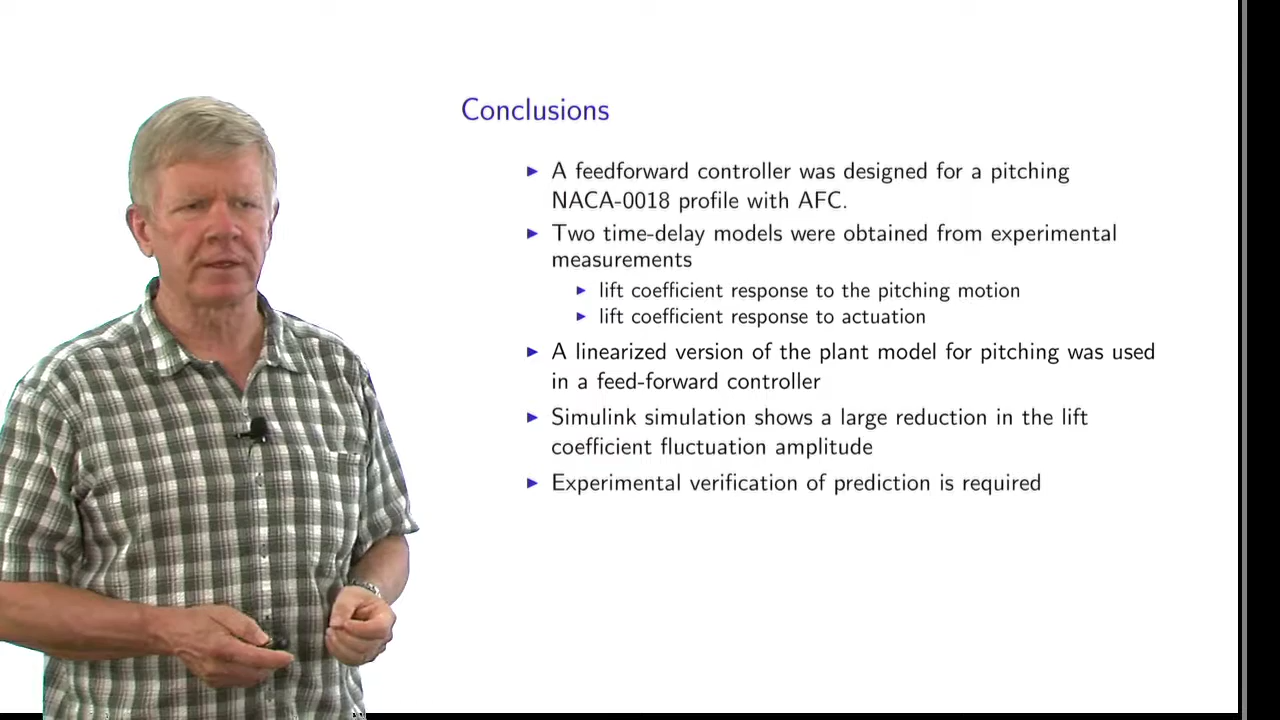 Conclusions
▶ A feedforward controller was designed for a pitching
NACA-0018 profile with AFC.
▶ Two time-delay models were obtained from experimental
measurements
▶ lift coefficient response to the pitching motion
▶ lift coefficient response to actuation
▶ A linearized version of the plant model for pitching was used
in a feed-forward controller
▶ Simulink simulation shows a large reduction in the lift
coefficient fluctuation amplitude
▶ Experimental verification of prediction is required